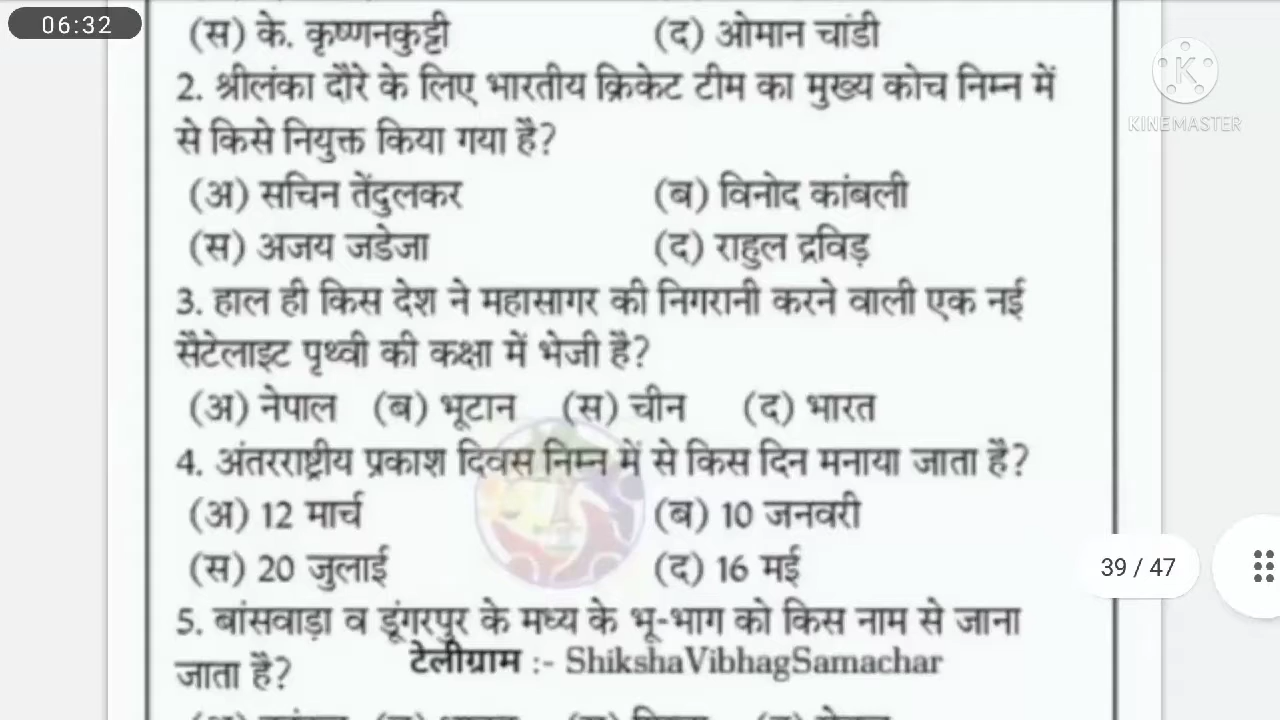 06:32
(स) के. कृष्णनकुट्टी (द) ओमान चांडी
2. श्रीलंका दौरे के लिए भारतीय क्रिकेट टीम का मुख्य कोच निम्न में
से किसे नियुक्त किया गया है?
(अ) सचिन तेंदुलकर (ब) विनोद कांबली
(स) अजय जडेजा (द) राहुल द्रविड़
3. हाल ही किस देश ने महासागर की निगरानी करने वाली एक नई
सैटेलाइट पृथ्वी की कक्षा में भेजी है?
(अ) नेपाल (ब) भूटान (स) चीन (द) भारत
4. अंतरराष्ट्रीय प्रकाश दिवस निम्न में से किस दिन मनाया जाता है?
(अ) 12 मार्च (ब) 10 जनवरी
(स) 20 जुलाई (द) 16 मई
5. बांसवाड़ा व डूंगरपुर के मध्य के भू-भाग को किस नाम से जाना
जाता है?
टेलीग्राम :- ShikshaVibhagSamachar
K
KINEMASTER
39 / 47